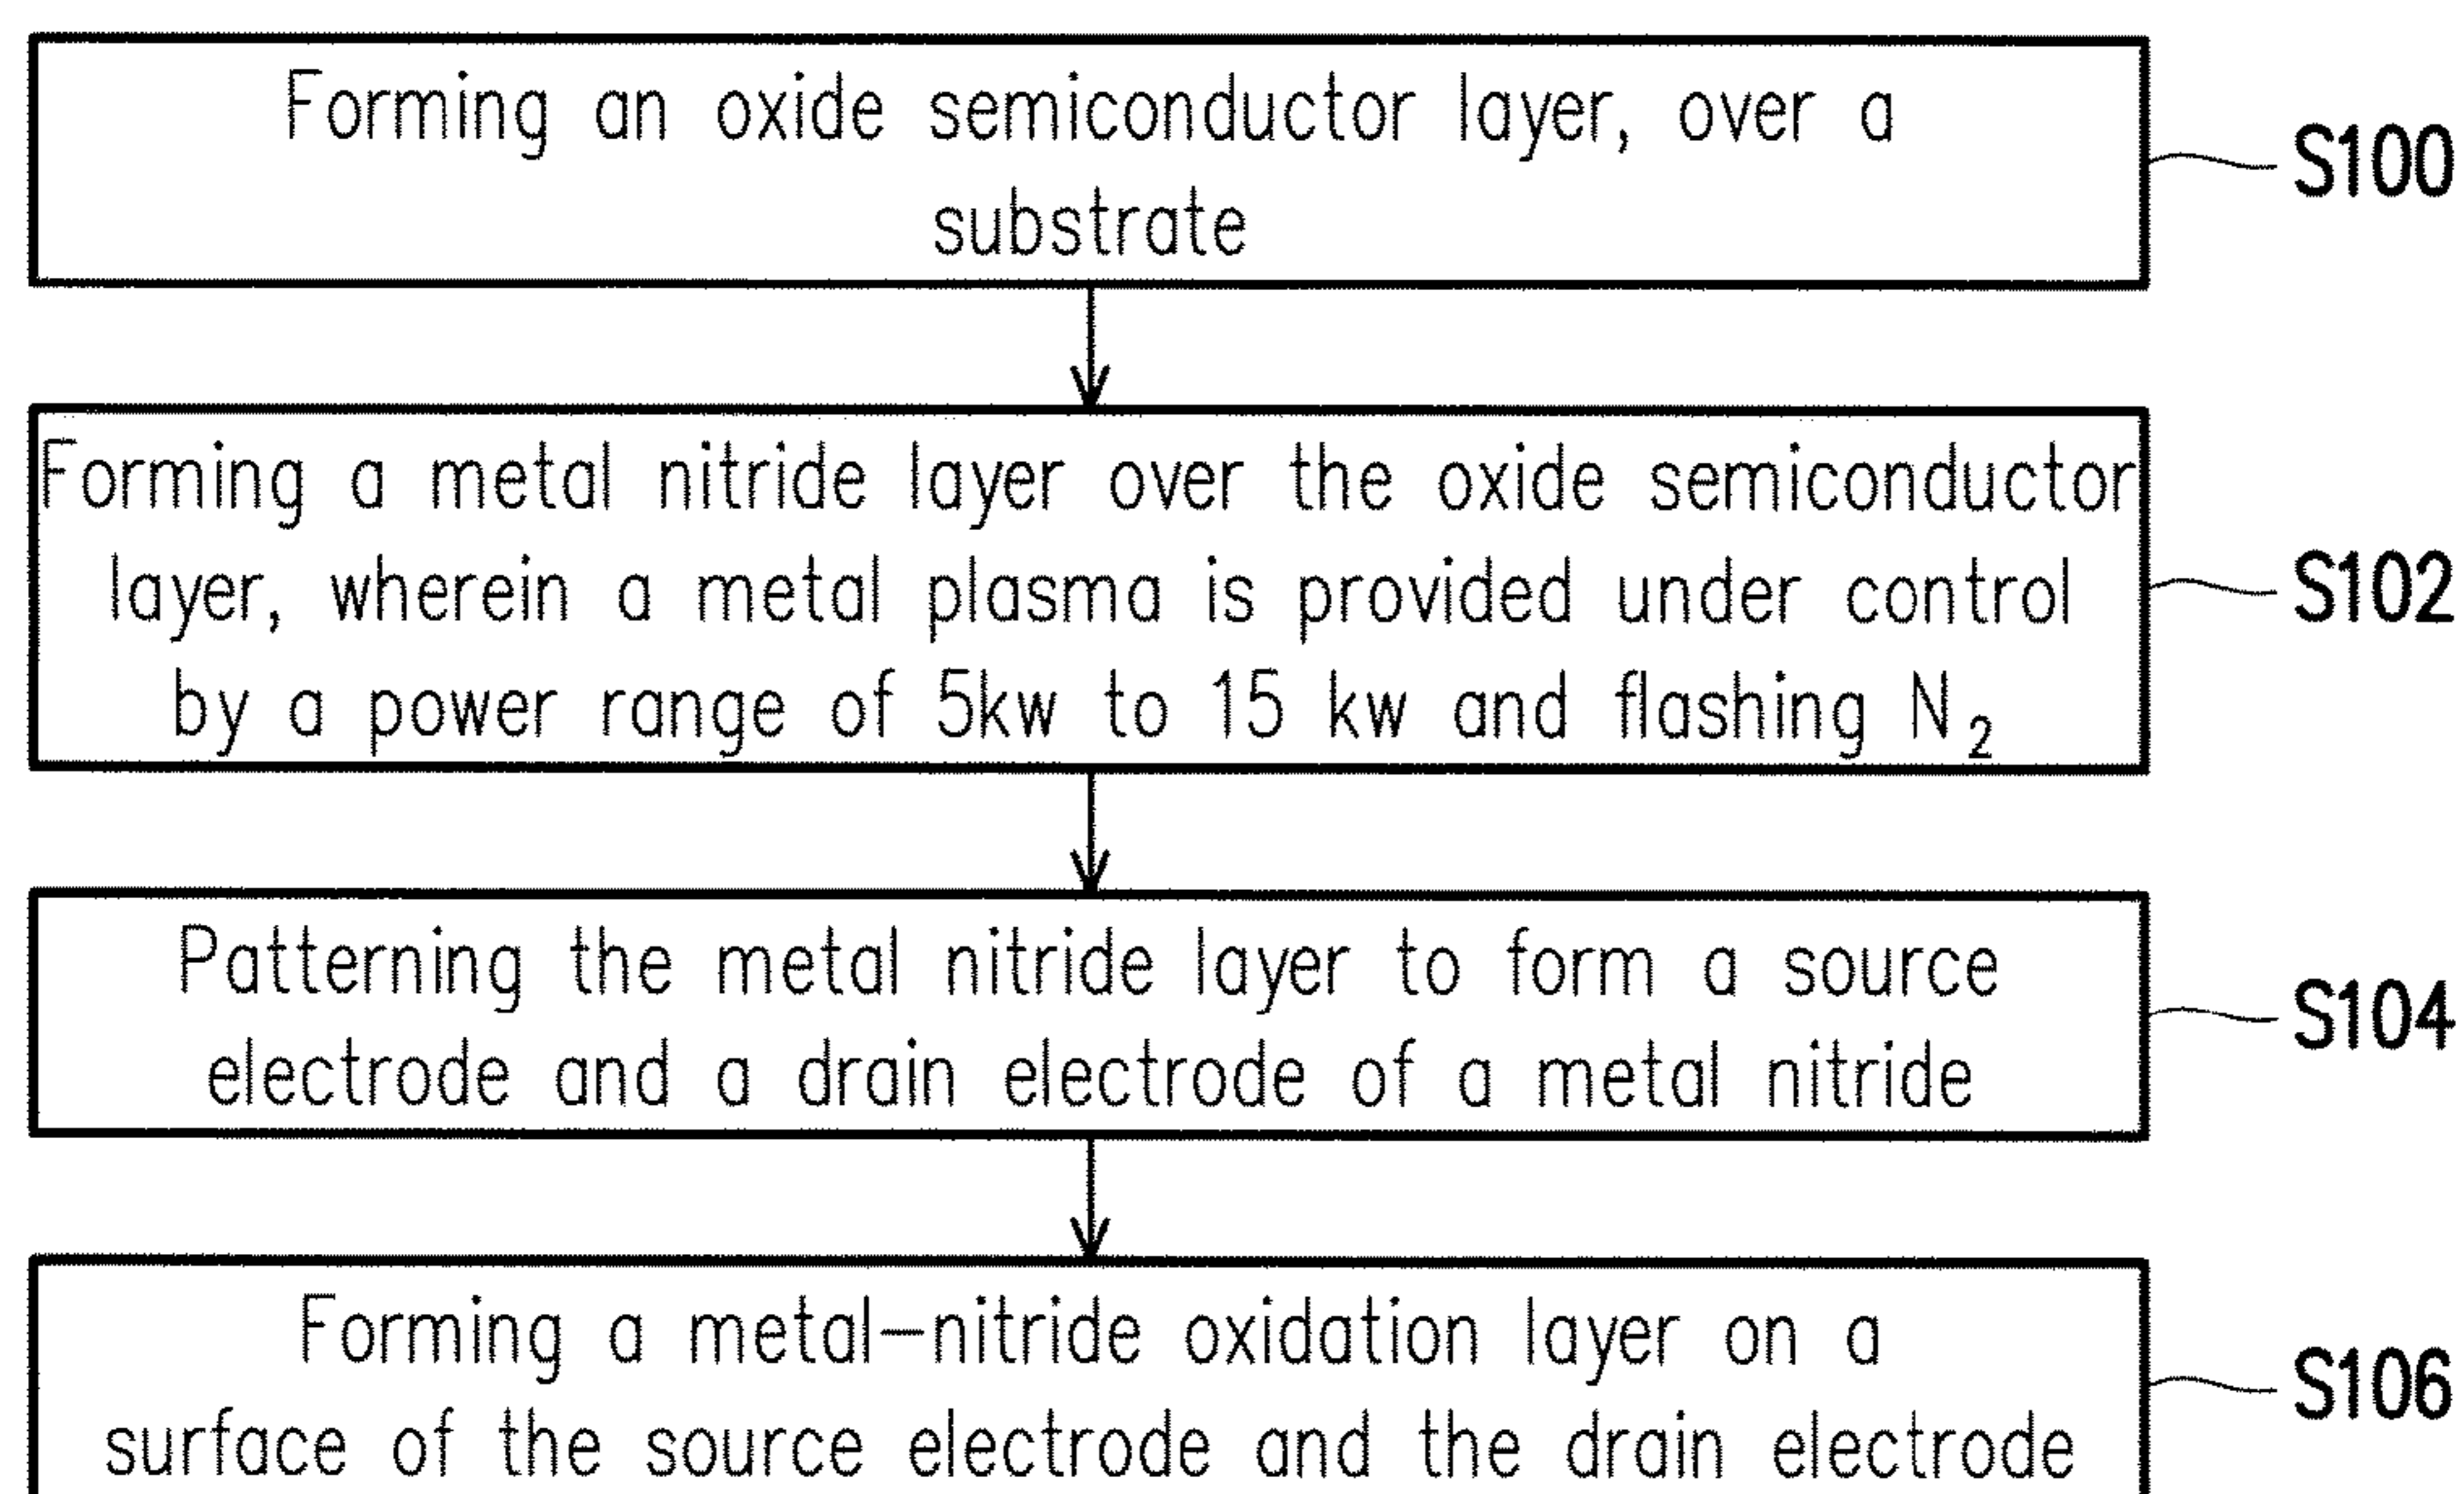 Forming an oxide semiconductor layer, over a
substrate
S100
Forming a metal nitride layer over the oxide semiconductor
layer, wherein a metal plasma is provided under control
by a power range of 5kw to 15 kw and flashing N₂
S102
Patterning the metal nitride layer to form a source
electrode and a drain electrode of a metal nitride
S104
Forming a metal-nitride oxidation layer on a
surface of the source electrode and the drain electrode
S106